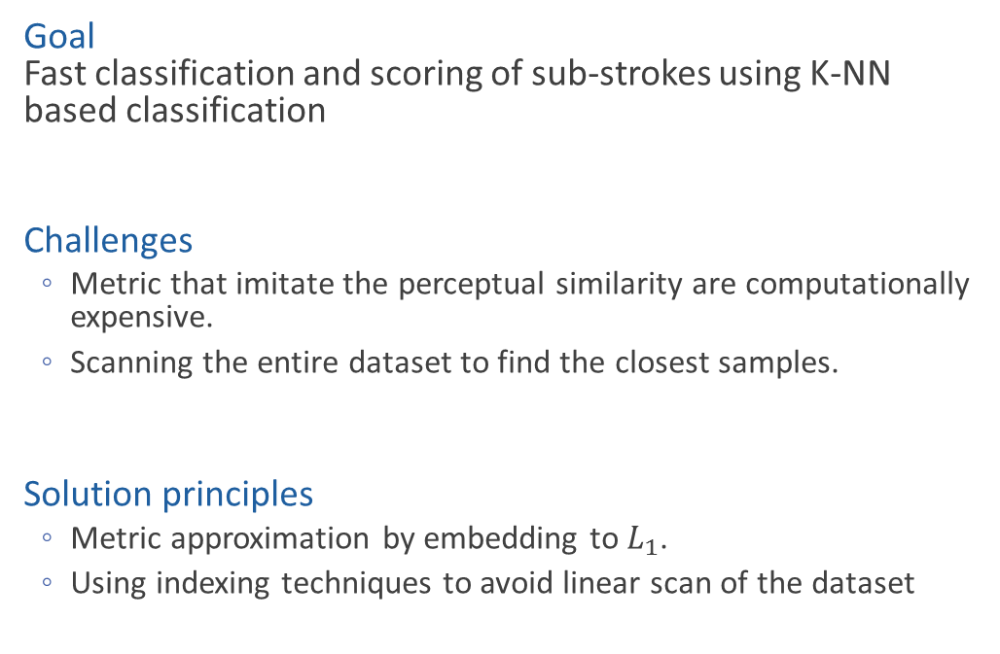 Goal
Fast classification and scoring of sub-strokes using K-NN
based classification
Challenges
◦ Metric that imitate the perceptual similarity are computationally
expensive.
◦ Scanning the entire dataset to find the closest samples.
Solution principles
◦ Metric approximation by embedding to 𝐿₁.
◦ Using indexing techniques to avoid linear scan of the dataset